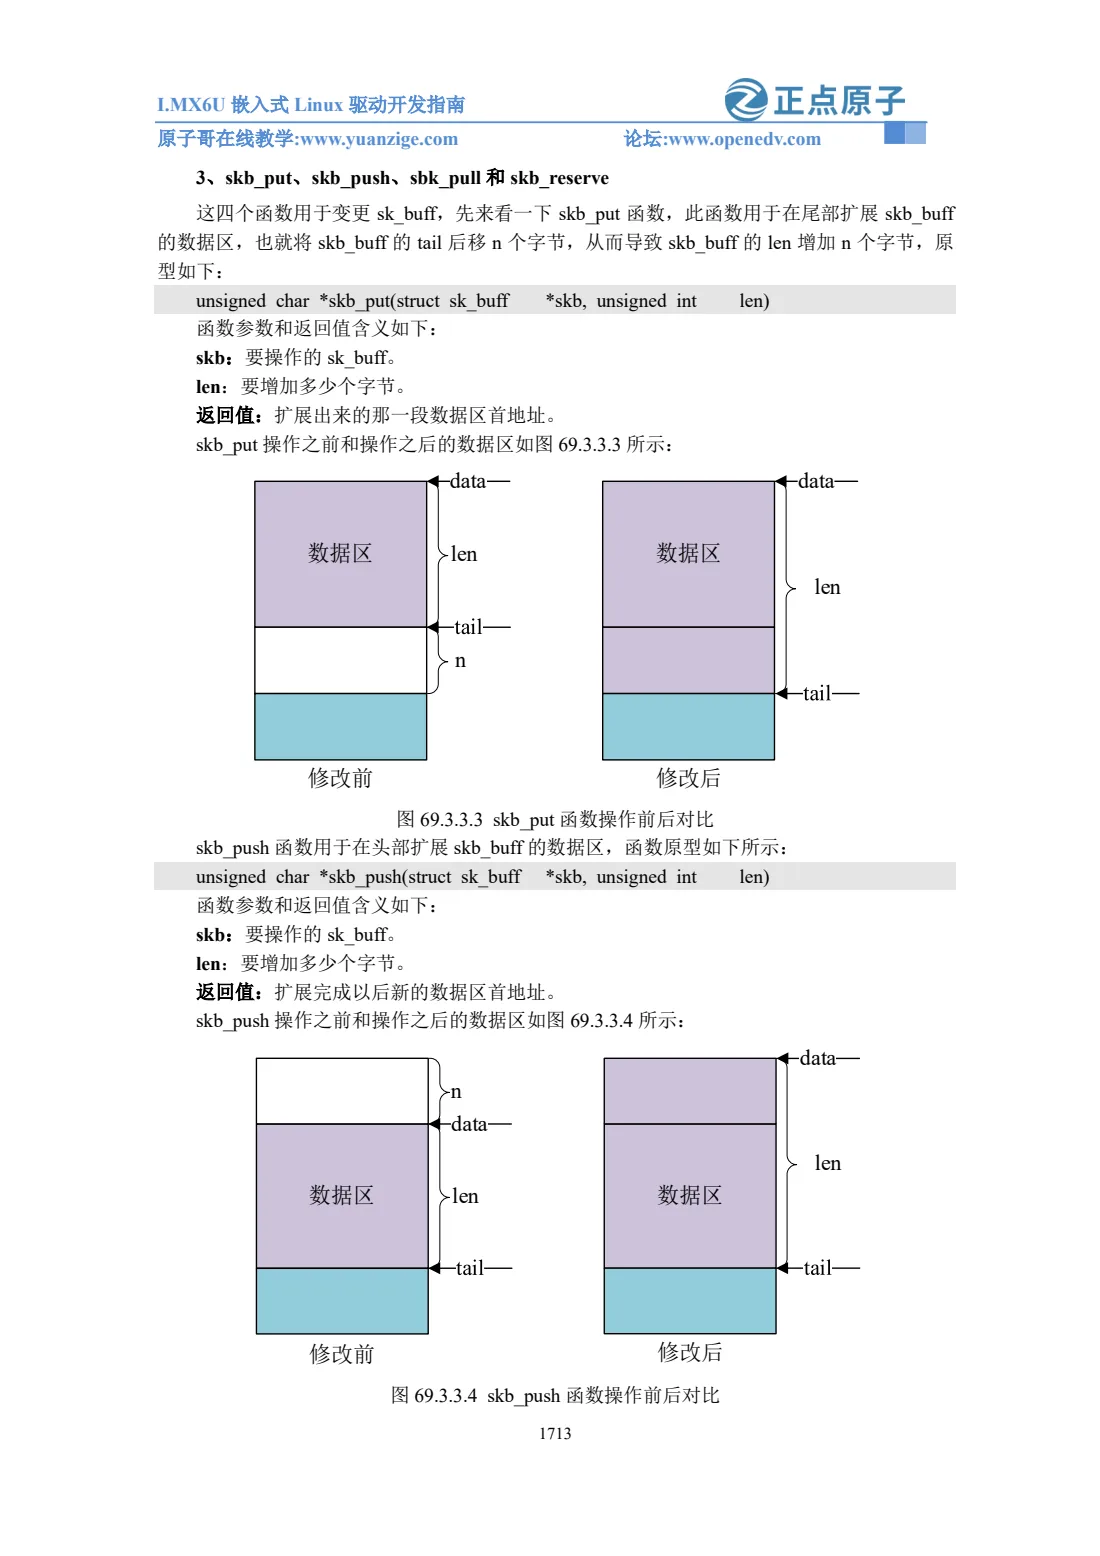 I.MX6U 嵌入式 Linux 驱动开发指南
正点原子
原子哥在线教学:www.yuanzige.com 论坛:www.openedv.com
3、skb_put、skb_push、sbk_pull 和 skb_reserve
这四个函数用于变更 sk_buff，先来看一下 skb_put 函数，此函数用于在尾部扩展 skb_buff
的数据区，也就将 skb_buff 的 tail 后移 n 个字节，从而导致 skb_buff 的 len 增加 n 个字节，原
型如下：
unsigned char *skb_put(struct sk_buff *skb, unsigned int len)
函数参数和返回值含义如下：
skb：要操作的 sk_buff。
len：要增加多少个字节。
返回值：扩展出来的那一段数据区首地址。
skb_put 操作之前和操作之后的数据区如图 69.3.3.3 所示：
data data
数据区 len 数据区
len
tail
n
tail
修改前 修改后
图 69.3.3.3 skb_put 函数操作前后对比
skb_push 函数用于在头部扩展 skb_buff 的数据区，函数原型如下所示：
unsigned char *skb_push(struct sk_buff *skb, unsigned int len)
函数参数和返回值含义如下：
skb：要操作的 sk_buff。
len：要增加多少个字节。
返回值：扩展完成以后新的数据区首地址。
skb_push 操作之前和操作之后的数据区如图 69.3.3.4 所示：
data
n
data
len
数据区 len 数据区
tail tail
修改前 修改后
图 69.3.3.4 skb_push 函数操作前后对比
1713